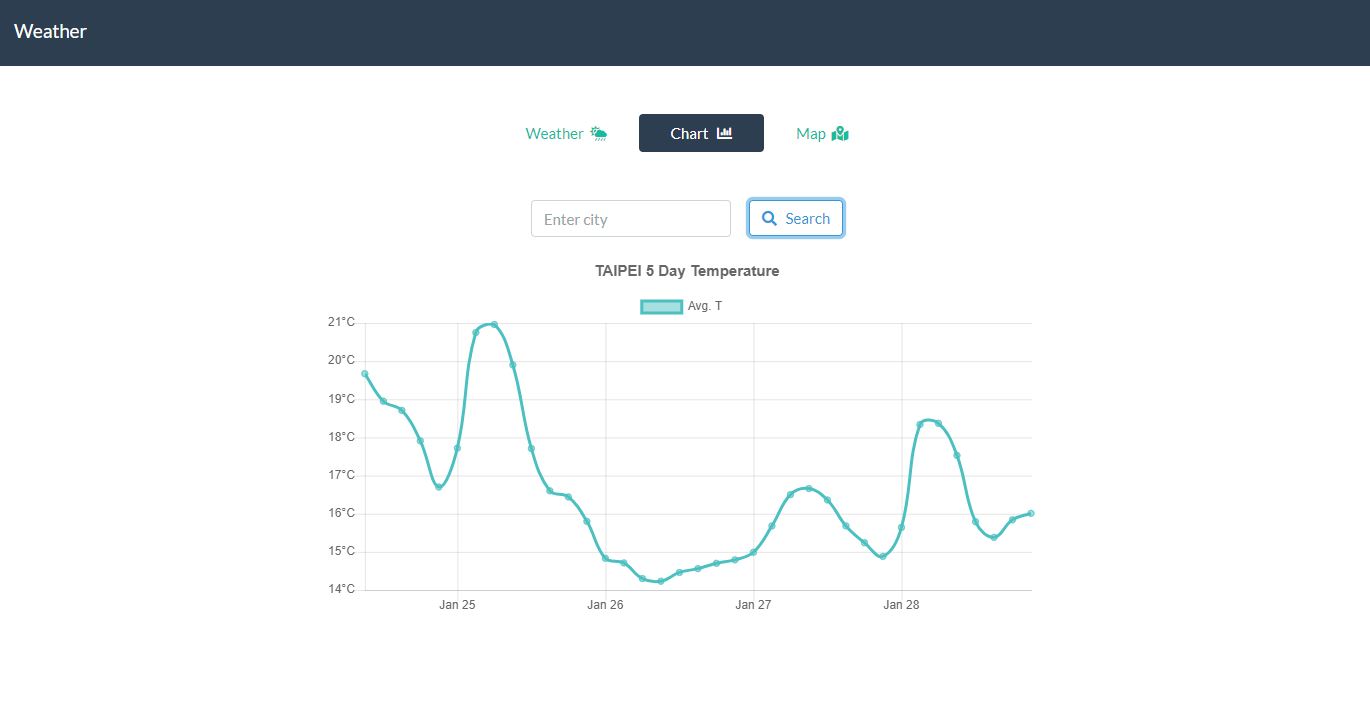 Weather
Weather Chart Map
Enter city Search
TAIPEI 5 Day Temperature
Avg. T
21°C
20°C
19°C
18°C
17°C
16°C
15°C
14°C
Jan 25 Jan 26 Jan 27 Jan 28